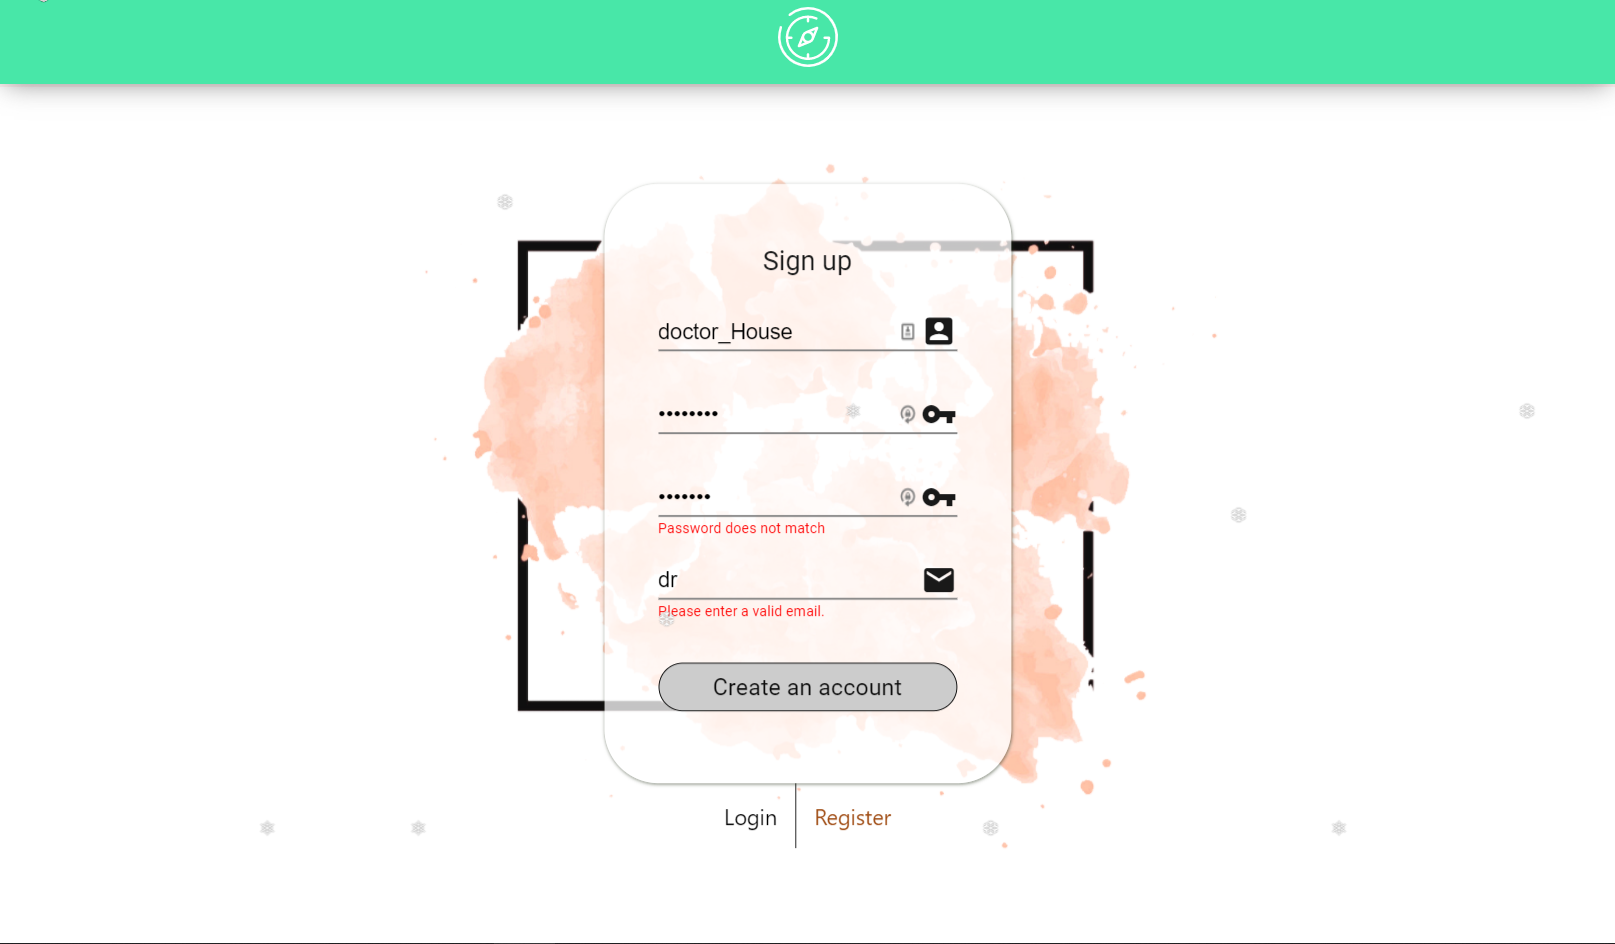 Sign up
doctor_House
••••••••
•••••••
Password does not match
dr
Please enter a valid email.
Create an account
Login
Register